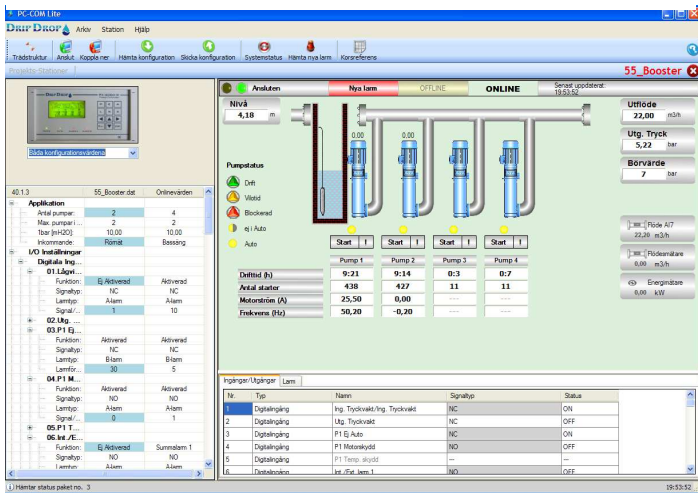 PC-COM Lite
DRIP DROP Arkiv Station Hjälp
Trädstruktur Anslut Koppla ner Hämta konfiguration Skicka konfiguration Systemstatus Hämta nya larm Korsreferens
Projekts-Stationer
55_Booster
Ansluten Nya larm OFFLINE ONLINE Senast uppdaterat: 19:53:52
Nivå
4,18 m
0.00 0.00
Utflöde
22,00 m3/h
Utg. Tryck
5,22 bar
Börvärde
7 bar
Båda konfigurationsvärdena
Pumpstatus
Drift
Vilotid
Blockerad
ej i Auto
Auto
Start ! Start ! Start ! Start !
Flöde AI7
22,20 m3/h
Flödesmätare
0,00 m3/h
Energimätare
0,00 kW
Pump 1 Pump 2 Pump 3 Pump 4
Drifttid (h) 9:21 9:14 0:3 0:7
Antal starter 438 427 11 11
Motorström (A) 25,50 0,00 --- ---
Frekvens (Hz) 50,20 -0,20 --- ---
40.1.3 55_Booster.dat Onlinevärden
Applikation
Antal pumpar: 2 4
Max. pumpar i ... 2 2
1bar [mH2O]: 10,00 10,00
Inkommande: Rörnät Bassäng
I/O Inställningar
Digitala Ing...
01.Lågvi...
Funktion: Ej Aktiverad Aktiverad
Signaltyp: NC NC
Larmtyp: A-larm A-larm
Signal/... 1 10
02.Utg. ...
03.P1 Ej...
Funktion: Aktiverad Aktiverad
Signaltyp: NC NC
Larmtyp: B-larm B-larm
Larmför... 30 5
04.P1 M...
Funktion: Aktiverad Aktiverad
Signaltyp: NO NO
Larmtyp: A-larm A-larm
Signal/... 0 1
05.P1 T...
06.Int./E...
Funktion: Ej Aktiverad Summalarm 1
Signaltyp: NO NO
Larmtyp: A-larm A-larm
Ingångar/Utgångar Larm
Nr. Typ Namn Signaltyp Status
1 Digitalingång Ing. Tryckvakt/Ing. Tryckvakt NC ON
2 Digitalingång Utg. Tryckvakt NC OFF
3 Digitalingång P1 Ej Auto NC ON
4 Digitalingång P1 Motorskydd NO OFF
5 Digitalingång P1 Temp. skydd --- ---
6 Digitalingång Int./Ext. larm 1 NO OFF
Hämtar status paket no. 3
19:53:52